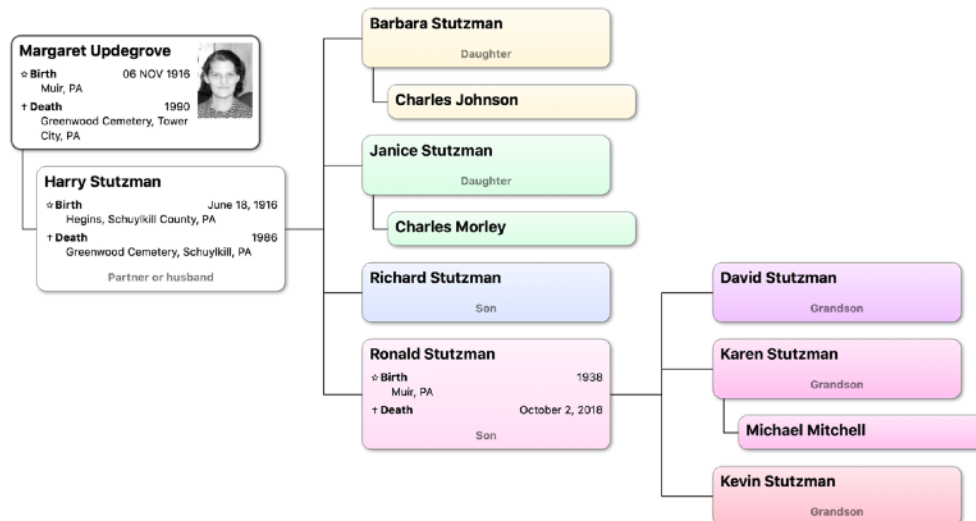 Margaret Updegrove
☆ Birth 06 NOV 1916
Muir, PA
† Death 1990
Greenwood Cemetery, Tower
City, PA
Harry Stutzman
☆ Birth June 18, 1916
Hegins, Schuylkill County, PA
† Death 1986
Greenwood Cemetery, Schuylkill, PA
Partner or husband
Barbara Stutzman
Daughter
Charles Johnson
Janice Stutzman
Daughter
Charles Morley
Richard Stutzman
Son
Ronald Stutzman
☆ Birth 1938
Muir, PA
† Death October 2, 2018
Son
David Stutzman
Grandson
Karen Stutzman
Grandson
Michael Mitchell
Kevin Stutzman
Grandson